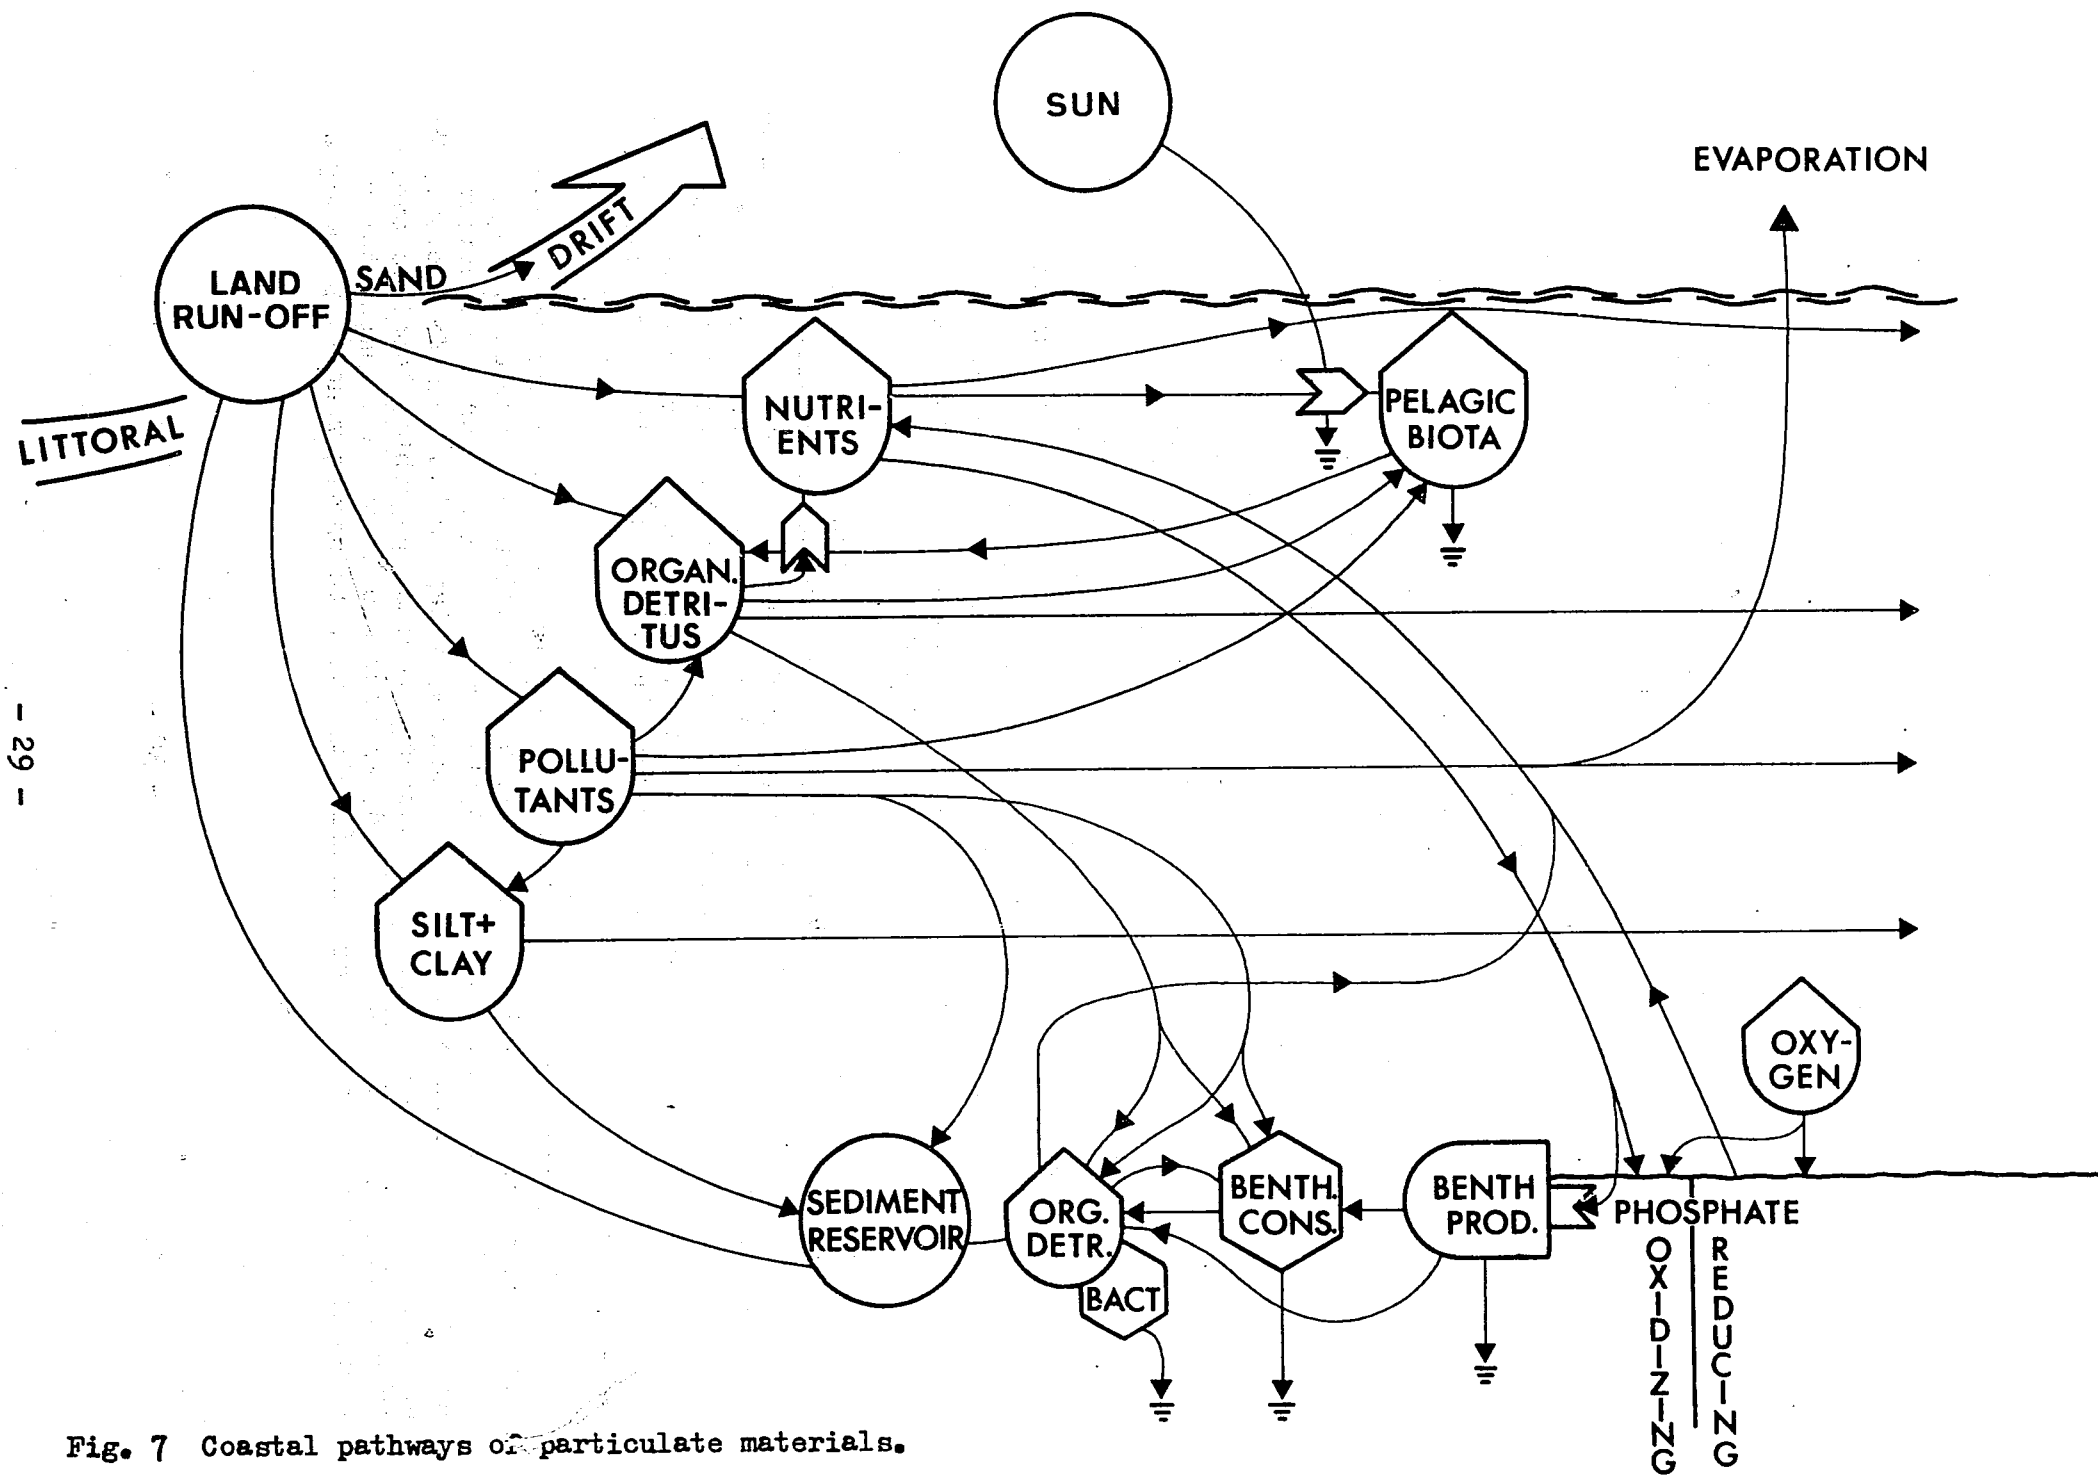 SUN
EVAPORATION
DRIFT
LAND
RUN-OFF
SAND
LITTORAL
NUTRI-
ENTS
PELAGIC
BIOTA
ORGAN.
DETRI-
TUS
POLLU-
TANTS
SILT+
CLAY
OXY-
GEN
SEDIMENT
RESERVOIR
ORG.
DETR.
BACT
BENTH.
CONS.
BENTH
PROD.
PHOSPHATE
OXIDIZING
REDUCING
- 29 -
Fig. 7 Coastal pathways of particulate materials.